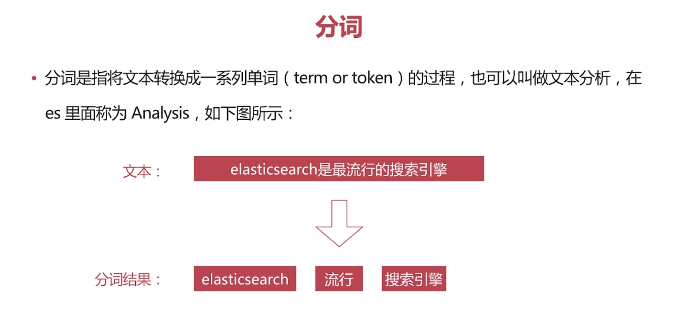 分词
• 分词是指将文本转换成一系列单词（term or token）的过程，也可以叫做文本分析，在
es 里面称为 Analysis，如下图所示：
文本： elasticsearch是最流行的搜索引擎
分词结果： elasticsearch 流行 搜索引擎